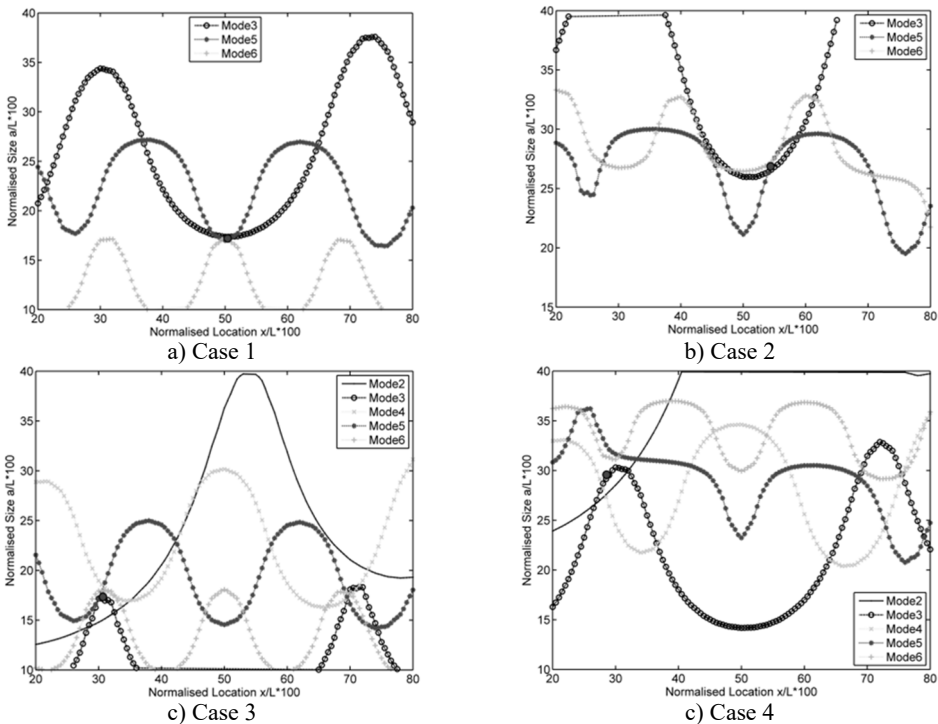 40
35
30
25
20
15
10
Normalised Size a/L*100
Mode3
Mode5
Mode6
20 30 40 50 60 70 80
Normalised Location x/L*100
a) Case 1
40
35
30
25
20
15
Normalised Size a/L*100
Mode3
Mode5
Mode6
20 30 40 50 60 70 80
Normalised Location x/L*100
b) Case 2
40
35
30
25
20
15
10
Normalised Size a/L*100
Mode2
Mode3
Mode4
Mode5
Mode6
20 30 40 50 60 70 80
Normalised Location x/L*100
c) Case 3
40
35
30
25
20
15
10
Normalised Size a/L*100
Mode2
Mode3
Mode4
Mode5
Mode6
20 30 40 50 60 70 80
Normalised Location x/L*100
c) Case 4